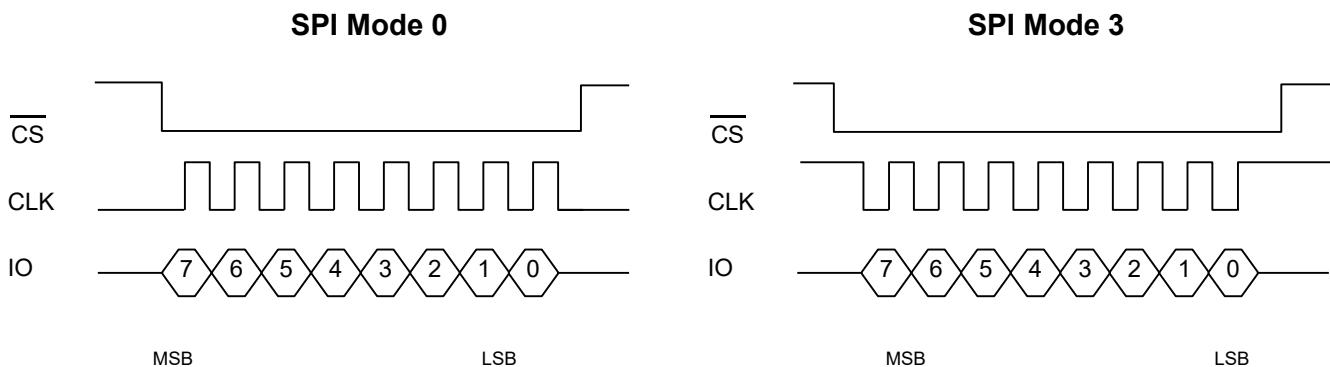 SPI Mode 0 SPI Mode 3
CS CS
CLK CLK
IO 7 6 5 4 3 2 1 0 IO 7 6 5 4 3 2 1 0
MSB LSB MSB LSB